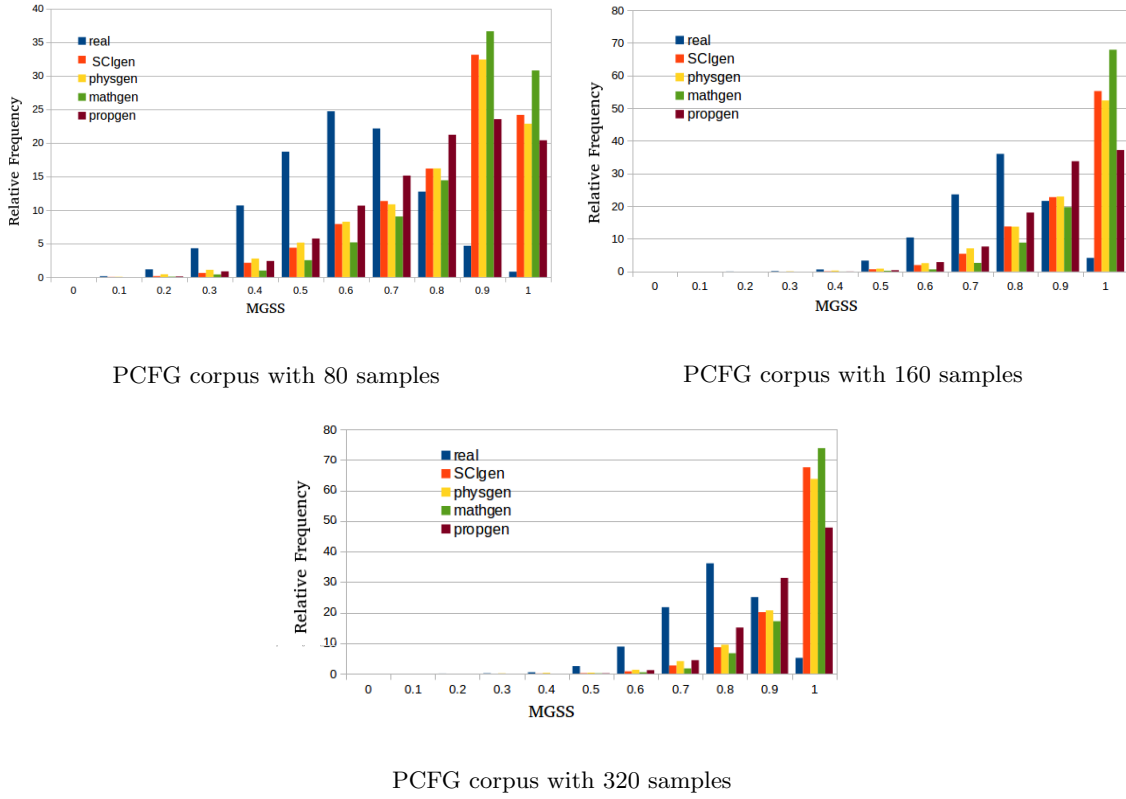 40
35
30
25
20
15
10
5
0
Relative Frequency
real
SCIgen
physgen
mathgen
propgen
0 0.1 0.2 0.3 0.4 0.5 0.6 0.7 0.8 0.9 1
MGSS
PCFG corpus with 80 samples
80
70
60
50
40
30
20
10
0
Relative Frequency
real
SCIgen
physgen
mathgen
propgen
0 0.1 0.2 0.3 0.4 0.5 0.6 0.7 0.8 0.9 1
MGSS
PCFG corpus with 160 samples
80
70
60
50
40
30
20
10
0
Relative Frequency
real
SCIgen
physgen
mathgen
propgen
0 0.1 0.2 0.3 0.4 0.5 0.6 0.7 0.8 0.9 1
MGSS
PCFG corpus with 320 samples